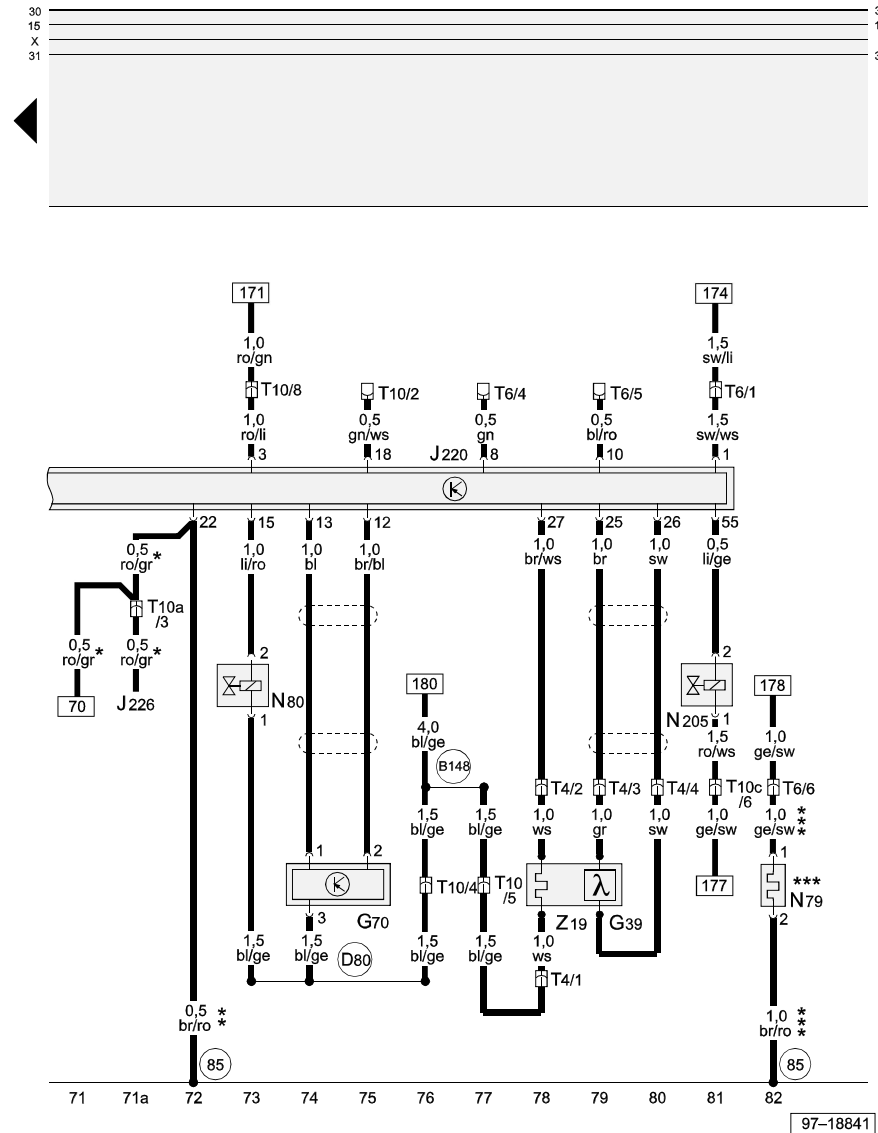 30
15
X
31
3
1
3
171
174
1,0
ro/gn
1,5
sw/li
T10/8
T10/2
T6/4
T6/5
T6/1
1,0
ro/li
0,5
gn/ws
0,5
gn
0,5
bl/ro
1,5
sw/ws
3
18
J220
8
10
1
22
15
13
12
27
25
26
55
0,5
ro/gr*
1,0
li/ro
1,0
bl
1,0
br/bl
1,0
br/ws
1,0
br
1,0
sw
0,5
li/ge
T10a
/3
0,5
ro/gr*
0,5
ro/gr*
2
2
70
J226
N80
1
180
N205
1
178
4,0
bl/ge
1,5
ro/ws
1,0
ge/sw
B148
T4/2
T4/3
T4/4
T10c
/6
T6/6
1,5
bl/ge
1,5
bl/ge
1,0
ws
1,0
gr
1,0
sw
1,0
ge/sw
1,0
ge/sw
***
1
2
1
T10/4
T10
/5
λ
177
***
N79
3
G70
Z19
G39
2
1,5
bl/ge
1,5
bl/ge
D80
1,5
bl/ge
1,5
bl/ge
1,0
ws
T4/1
0,5
br/ro
**
1,0
br/ro
***
85
85
71
71a
72
73
74
75
76
77
78
79
80
81
82
97–18841